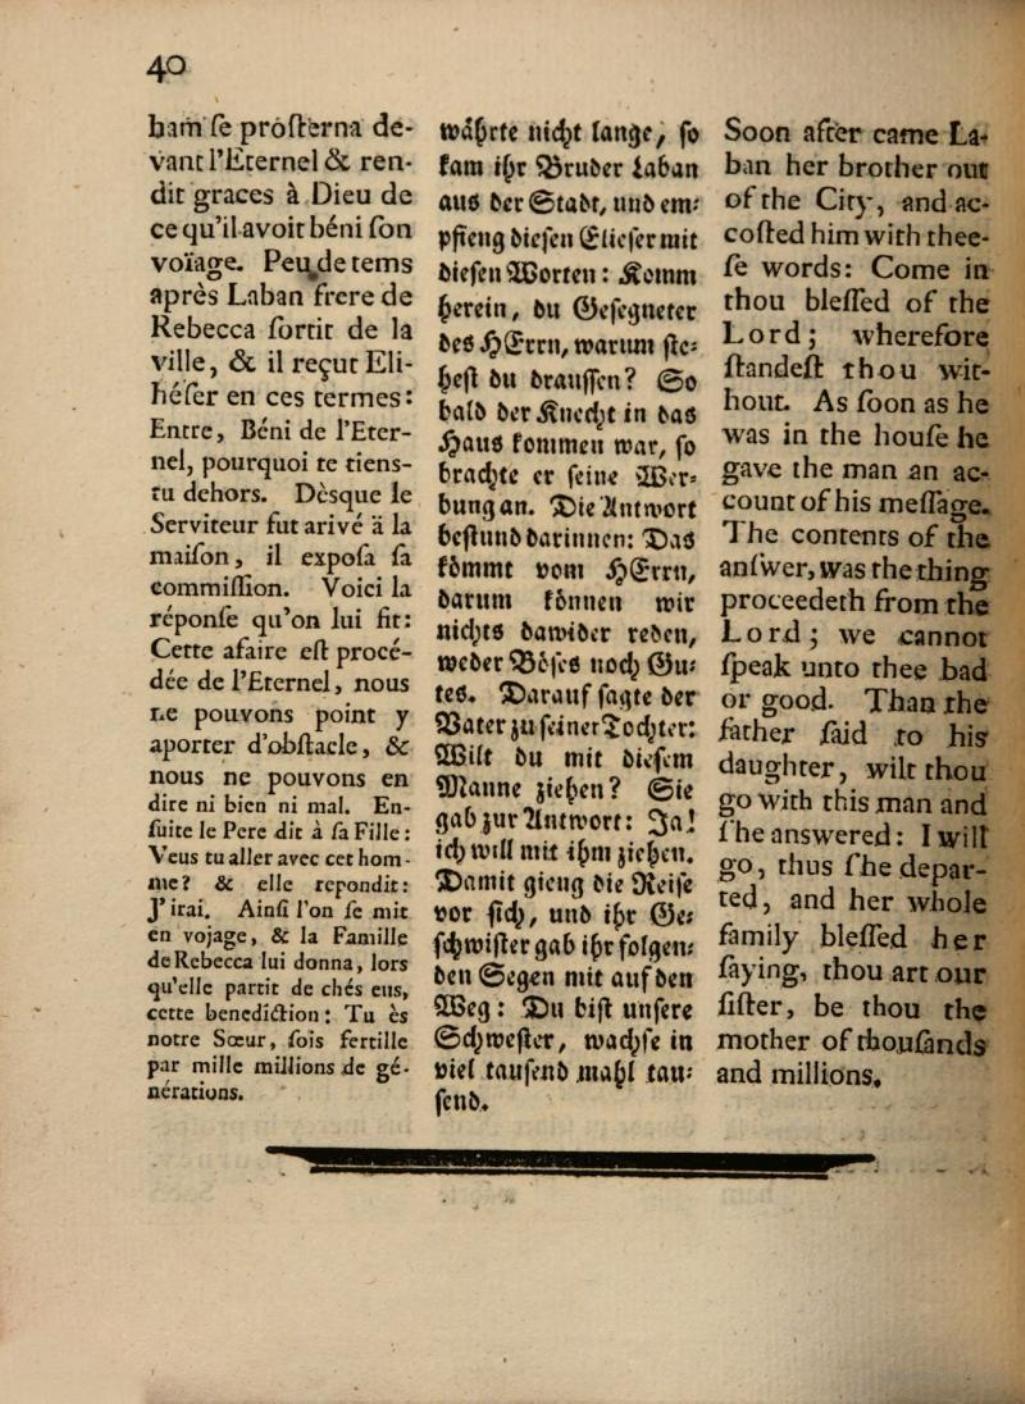 40
ham ſe próſterna de-
vant l'Eternel & ren-
dit graces à Dieu de
ce qu'il avoit béni ſon
voïage. Peu de tems
après Laban frere de
Rebecca ſortit de la
ville, & il reçut Eli-
héſer en ces termes:
Entre, Béni de l'Eter-
nel, pourquoi te tiens-
tu dehors. Dèsque le
Serviteur fut arivé ä la
maiſon, il expoſa ſa
commiſſion. Voici la
réponſe qu'on lui fit:
Cette afaire eſt procé-
dée de l'Eternel, nous
ne pouvons point y
aporter d'obſtacle, &
nous ne pouvons en
dire ni bien ni mal. En-
ſuite le Pere dit à ſa Fille:
Veus tu aller avec cet hom-
me? & elle repondit:
J'irai. Ainſi l'on ſe mit
en vojage, & la Famille
de Rebecca lui donna, lors
qu'elle partit de chés eus,
cette benediction: Tu ès
notre Sœur, ſois fertille
par mille millions de gé-
nérations.
währte nicht lange, ſo
kam ihr Bruder Laban
aus der Stadt, und em-
pfieng dieſen Elieſer mit
dieſen Worten: Komm
herein, du Geſegneter
des HErrn, warum ſte-
heſt du drauſſen? So
bald der Knecht in das
Haus kommen war, ſo
brachte er ſeine Wer-
bung an. Die Antwort
beſtund darinnen: Das
kömmt vom HErrn,
darum können wir
nichts dawider reden,
weder Böſes noch Gu-
tes. Darauf ſagte der
Vater zu ſeiner Tochter:
Wilt du mit dieſem
Manne ziehen? Sie
gab zur Antwort: Ja!
ich will mit ihm ziehen.
Damit gieng die Reiſe
vor ſich, und ihr Ge-
ſchwiſter gab ihr folgen-
den Segen mit auf den
Weg: Du biſt unſere
Schweſter, wachſe in
viel tauſend mahl tau-
ſend.
Soon after came La-
ban her brother out
of the City, and ac-
coſted him with thee-
ſe words: Come in
thou bleſſed of the
Lord; wherefore
ſtandeſt thou wit-
hout. As ſoon as he
was in the houſe he
gave the man an ac-
count of his meſſage.
The contents of the
anſwer, was the thing
proceedeth from the
Lord; we cannot
ſpeak unto thee bad
or good. Than the
father ſaid to his
daughter, wilt thou
go with this man and
ſhe answered: I will
go, thus ſhe depar-
ted, and her whole
family bleſſed her
ſaying, thou art our
ſiſter, be thou the
mother of thouſands
and millions.